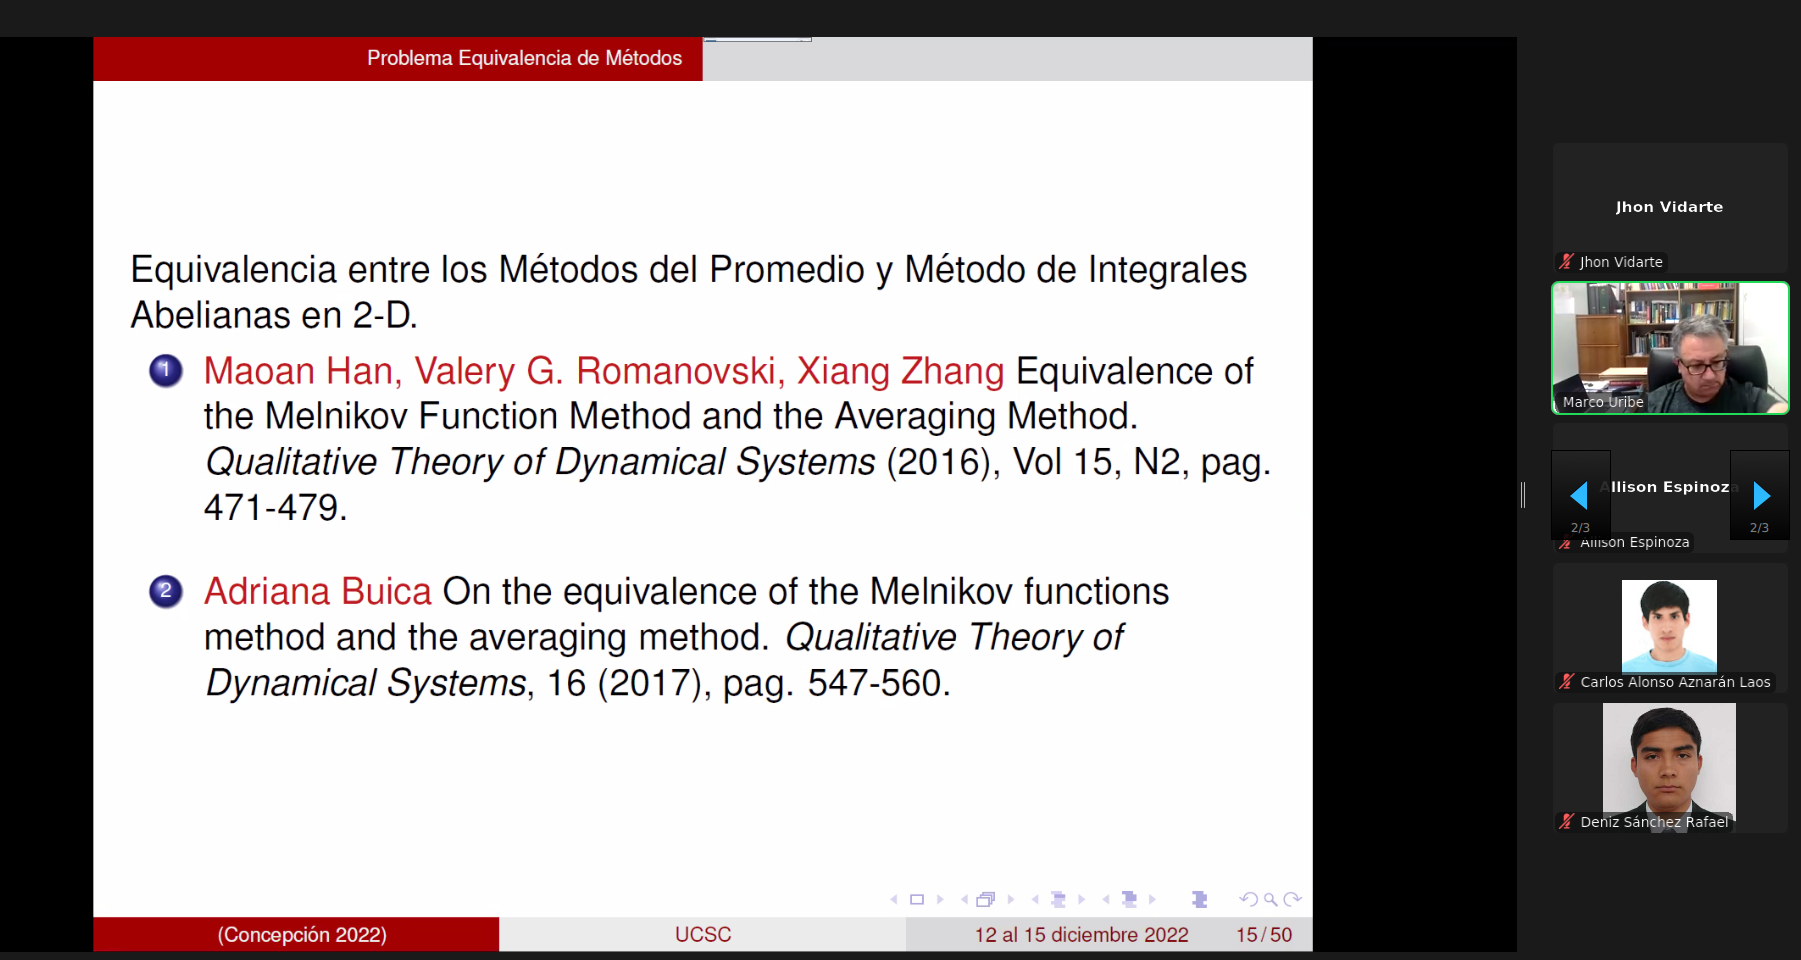 Problema Equivalencia de Métodos
Equivalencia entre los Métodos del Promedio y Método de Integrales
Abelianas en 2-D.
1 Maoan Han, Valery G. Romanovski, Xiang Zhang Equivalence of
the Melnikov Function Method and the Averaging Method.
Qualitative Theory of Dynamical Systems (2016), Vol 15, N2, pag.
471-479.
2 Adriana Buica On the equivalence of the Melnikov functions
method and the averaging method. Qualitative Theory of
Dynamical Systems, 16 (2017), pag. 547-560.
(Concepción 2022)
UCSC
12 al 15 diciembre 2022
15/50
Jhon Vidarte
Jhon Vidarte
Marco Uribe
Allison Espinoza
2/3
2/3
Allison Espinoza
Carlos Alonso Aznarán Laos
Deniz Sánchez Rafael